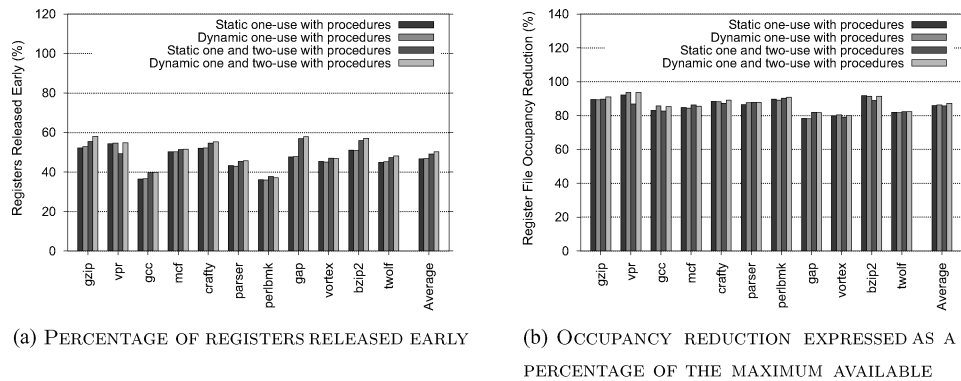 120
100
80
60
40
20
0
Registers Released Early (%)
Static one-use with procedures
Dynamic one-use with procedures
Static one and two-use with procedures
Dynamic one and two-use with procedures
gzip
vpr
gcc
mcf
crafty
parser
perlbmk
gap
vortex
bzip2
twolf
Average
(a) PERCENTAGE OF REGISTERS RELEASED EARLY
140
120
100
80
60
40
20
0
Register File Occupancy Reduction (%)
Static one-use with procedures
Dynamic one-use with procedures
Static one and two-use with procedures
Dynamic one and two-use with procedures
gzip
vpr
gcc
mcf
crafty
parser
perlbmk
gap
vortex
bzip2
twolf
Average
(b) OCCUPANCY REDUCTION EXPRESSED AS A
PERCENTAGE OF THE MAXIMUM AVAILABLE